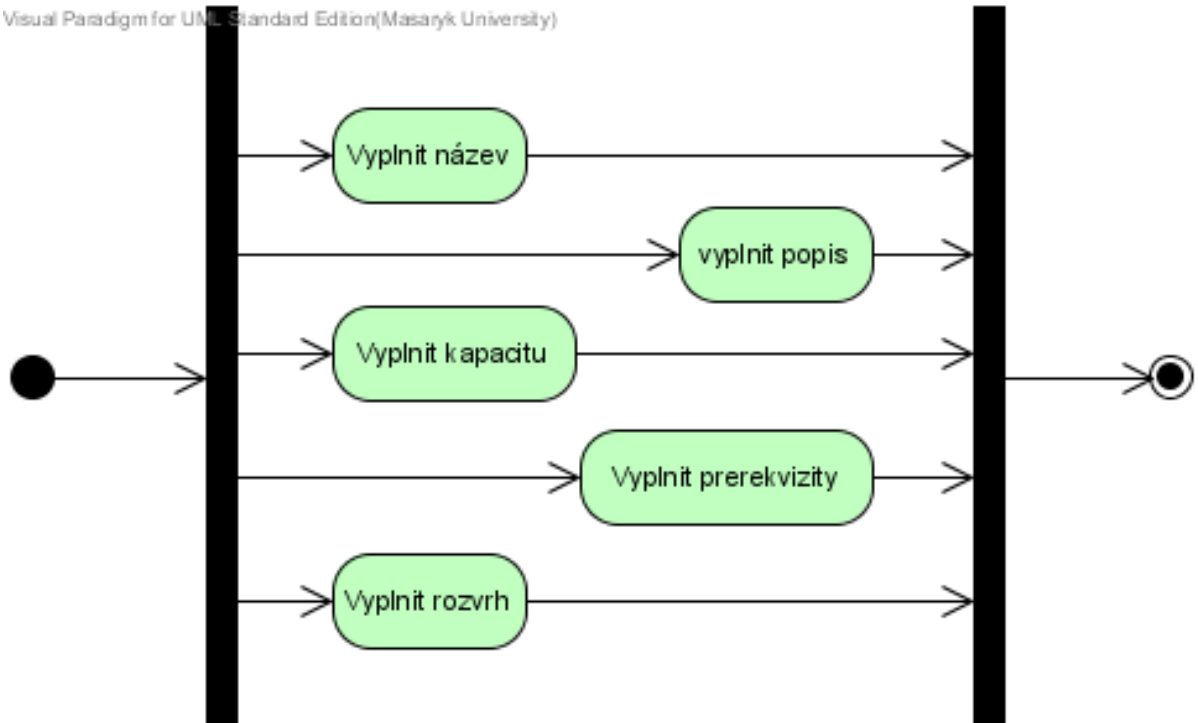 Visual Paradigm for UML Standard Edition(Masaryk University)
Vyplnit název
vyplnit popis
Vyplnit kapacitu
Vyplnit prerekvizity
Vyplnit rozvrh